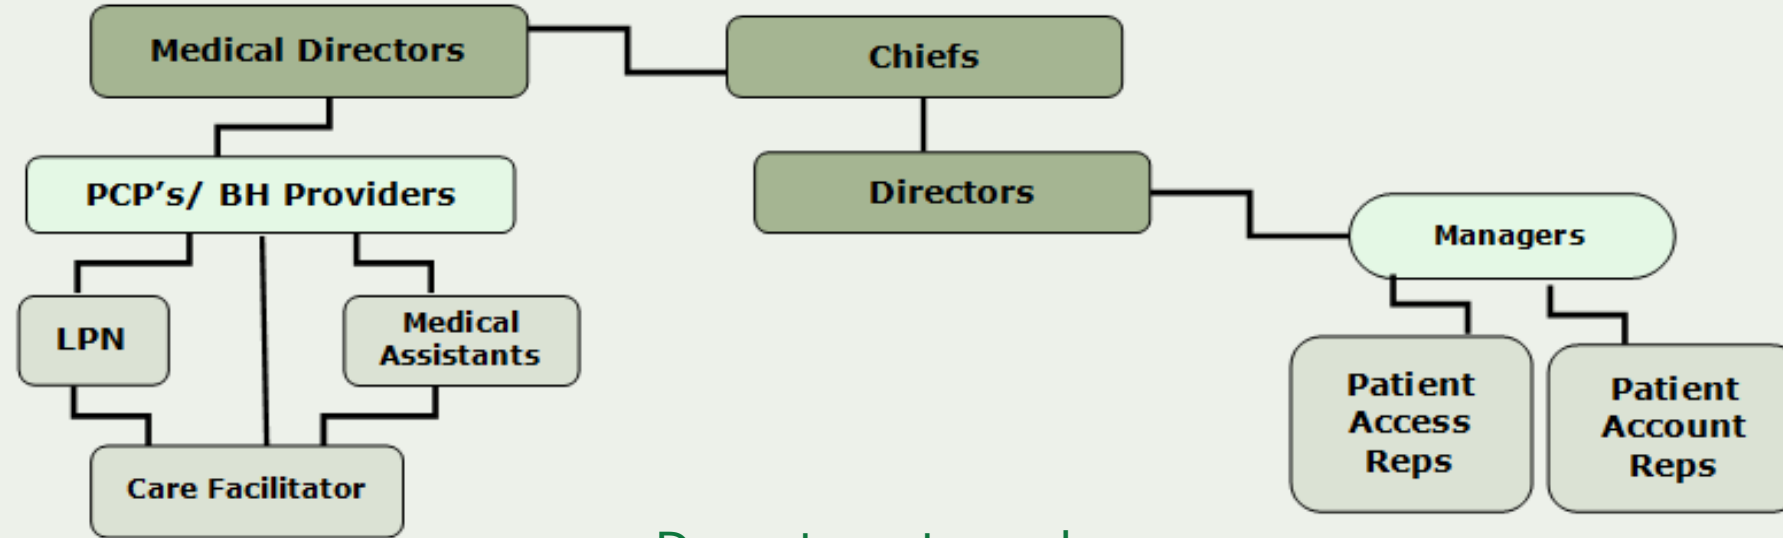 Medical Directors
Chiefs
PCP's/ BH Providers
Directors
Managers
LPN
Medical
Assistants
Patient
Access
Reps
Patient
Account
Reps
Care Facilitator